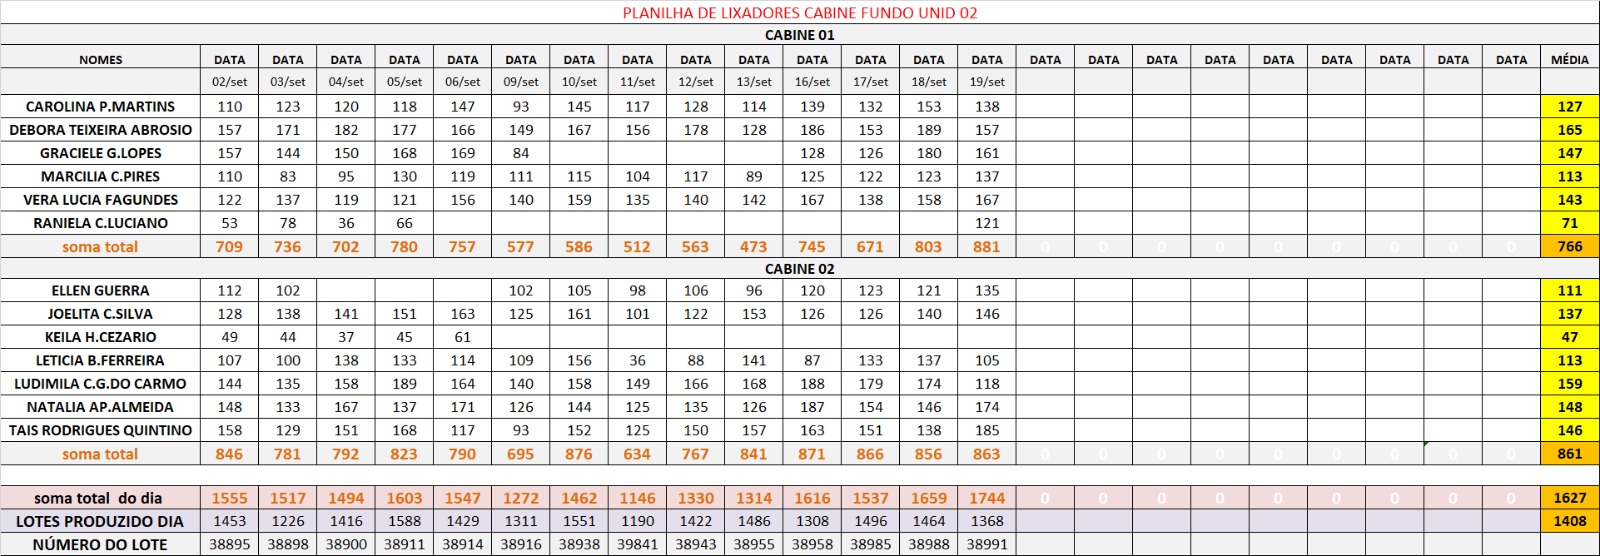 PLANILHA DE LIXADORES CABINE FUNDO UNID 02
CABINE 01
NOMES DATA DATA DATA DATA DATA DATA DATA DATA DATA DATA DATA DATA DATA DATA DATA DATA DATA DATA DATA DATA DATA DATA DATA MÉDIA
02/set 03/set 04/set 05/set 06/set 09/set 10/set 11/set 12/set 13/set 16/set 17/set 18/set 19/set
CAROLINA P.MARTINS 110 123 120 118 147 93 145 117 128 114 139 132 153 138 127
DEBORA TEIXEIRA ABROSIO 157 171 182 177 166 149 167 156 178 128 186 153 189 157 165
GRACIELE G.LOPES 157 144 150 168 169 84 128 126 180 161 147
MARCILIA C.PIRES 110 83 95 130 119 111 115 104 117 89 125 122 123 137 113
VERA LUCIA FAGUNDES 122 137 119 121 156 140 159 135 140 142 167 138 158 167 143
RANIELA C.LUCIANO 53 78 36 66 121 71
soma total 709 736 702 780 757 577 586 512 563 473 745 671 803 881 0 0 0 0 0 0 0 0 0 766
CABINE 02
ELLEN GUERRA 112 102 102 105 98 106 96 120 123 121 135 111
JOELITA C.SILVA 128 138 141 151 163 125 161 101 122 153 126 126 140 146 137
KEILA H.CEZARIO 49 44 37 45 61 47
LETICIA B.FERREIRA 107 100 138 133 114 109 156 36 88 141 87 133 137 105 113
LUDIMILA C.G.DO CARMO 144 135 158 189 164 140 158 149 166 168 188 179 174 118 159
NATALIA AP.ALMEIDA 148 133 167 137 171 126 144 125 135 126 187 154 146 174 148
TAIS RODRIGUES QUINTINO 158 129 151 168 117 93 152 125 150 157 163 151 138 185 146
soma total 846 781 792 823 790 695 876 634 767 841 871 866 856 863 0 0 0 0 0 0 0 0 0 861
soma total do dia 1555 1517 1494 1603 1547 1272 1462 1146 1330 1314 1616 1537 1659 1744 0 0 0 0 0 0 0 0 0 1627
LOTES PRODUZIDO DIA 1453 1226 1416 1588 1429 1311 1551 1190 1422 1486 1308 1496 1464 1368 1408
NÚMERO DO LOTE 38895 38898 38900 38911 38914 38916 38938 39841 38943 38955 38958 38985 38988 38991